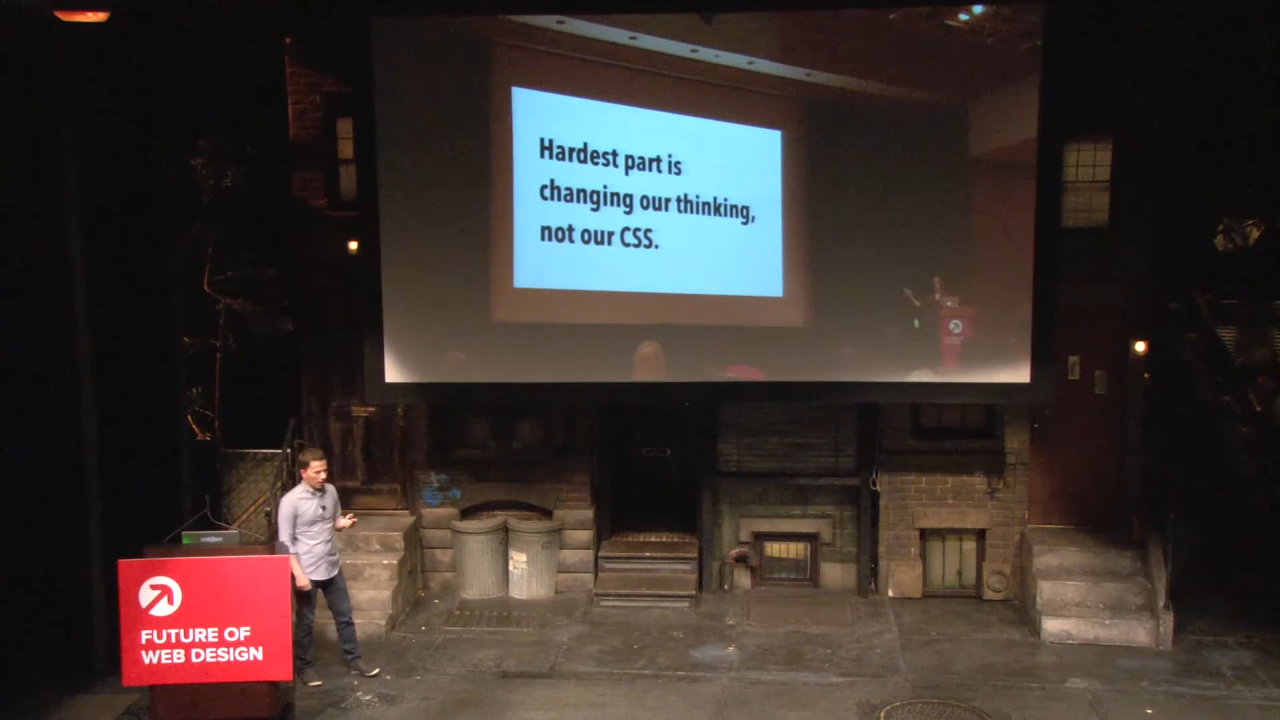 Hardest part is
changing our thinking,
not our CSS.
FUTURE OF
WEB DESIGN